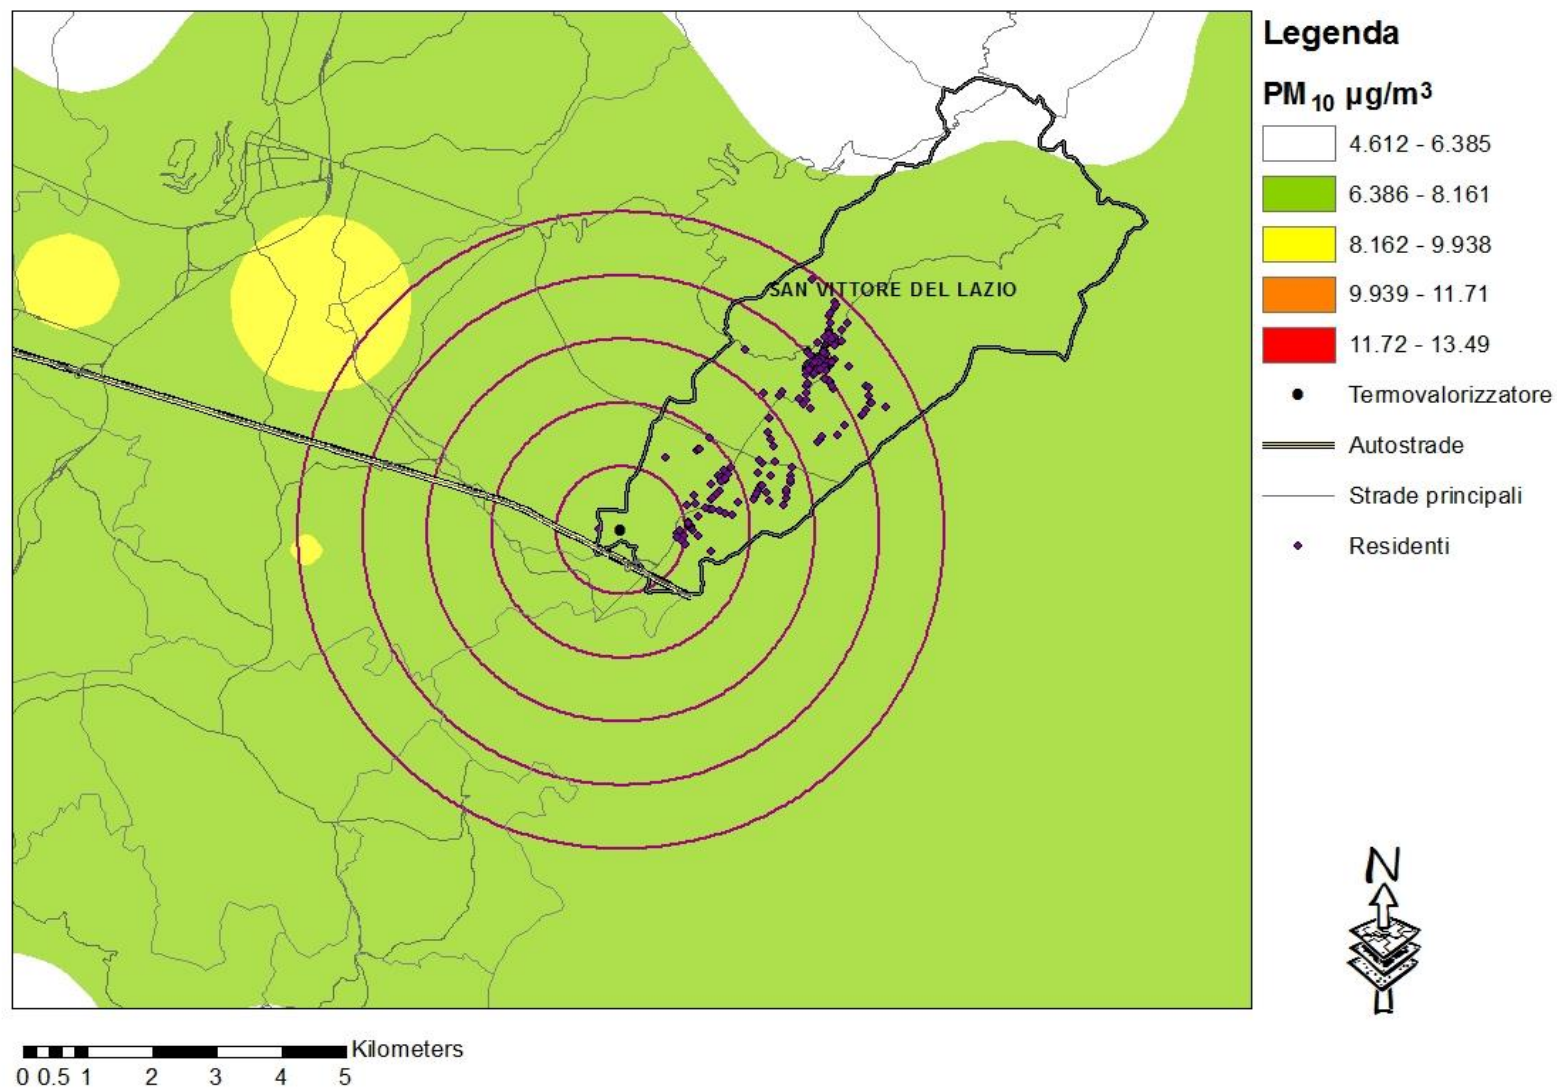 Legenda
PM 10 µg/m3
4.612 - 6.385
6.386 - 8.161
8.162 - 9.938
9.939 - 11.71
11.72 - 13.49
Termovalorizzatore
Autostrade
Strade principali
Residenti
SAN VITTORE DEL LAZIO
N
Kilometers
0 0.5 1 2 3 4 5